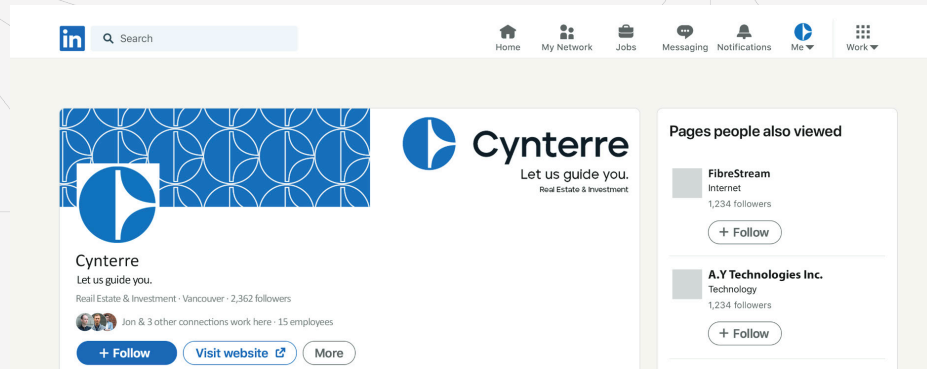 in
Search
Home
My Network
Jobs
Messaging
Notifications
Me
Work
Cynterre
Let us guide you.
Real Estate & Investment
Cynterre
Let us guide you.
Reail Estate & Investment · Vancouver · 2,362 followers
Jon & 3 other connections work here · 15 employees
+ Follow
Visit website
More
Pages people also viewed
FibreStream
Internet
1,234 followers
+ Follow
A.Y Technologies Inc.
Technology
1,234 followers
+ Follow